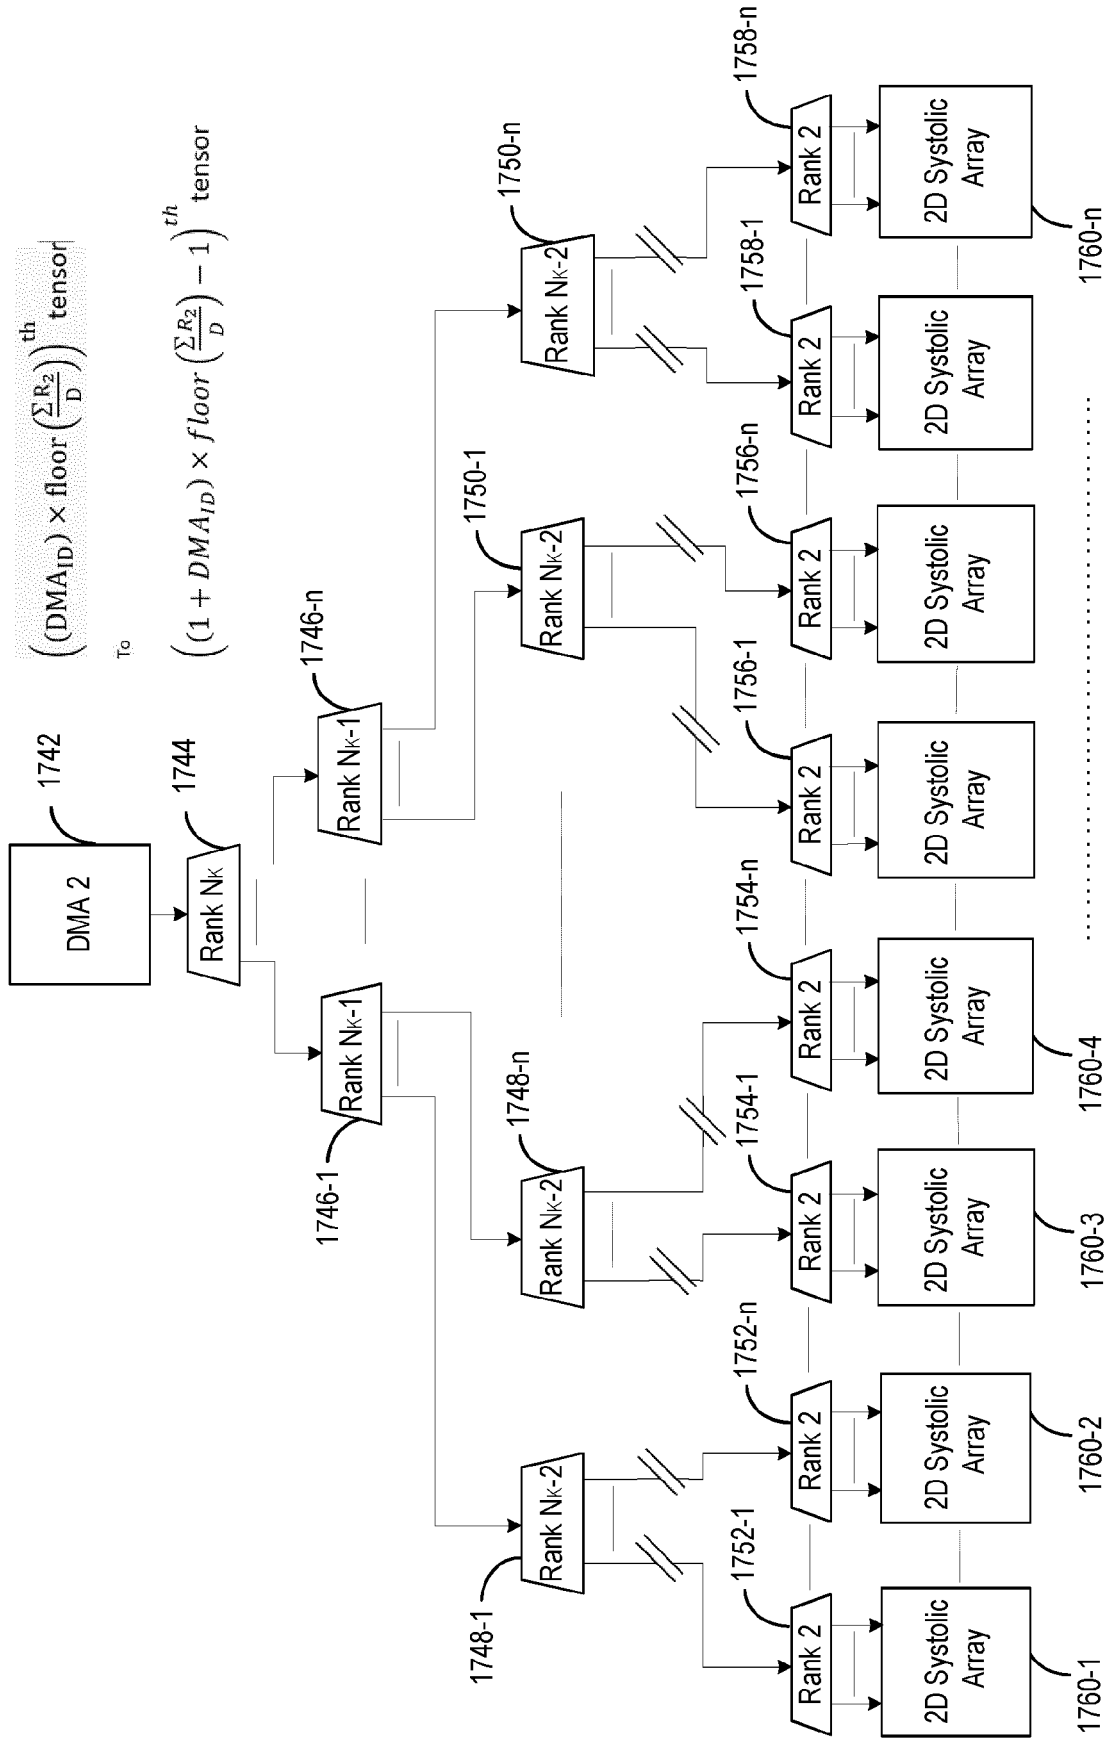 DMA 2
1742
((DMA_ID) × floor (Σ R_2 / D))^th tensor
To
((1 + DMA_ID) × floor (Σ R_2 / D) − 1)^th tensor
Rank NK
1744
Rank NK-1
1746-1
Rank NK-1
1746-n
Rank NK-2
1748-1
Rank NK-2
1748-n
Rank NK-2
1750-1
Rank NK-2
1750-n
Rank 2
1752-1
Rank 2
1752-n
Rank 2
1754-1
Rank 2
1754-n
Rank 2
1756-1
Rank 2
1756-n
Rank 2
1758-1
Rank 2
1758-n
2D Systolic
Array
1760-1
2D Systolic
Array
1760-2
2D Systolic
Array
1760-3
2D Systolic
Array
1760-4
2D Systolic
Array
2D Systolic
Array
2D Systolic
Array
2D Systolic
Array
1760-n